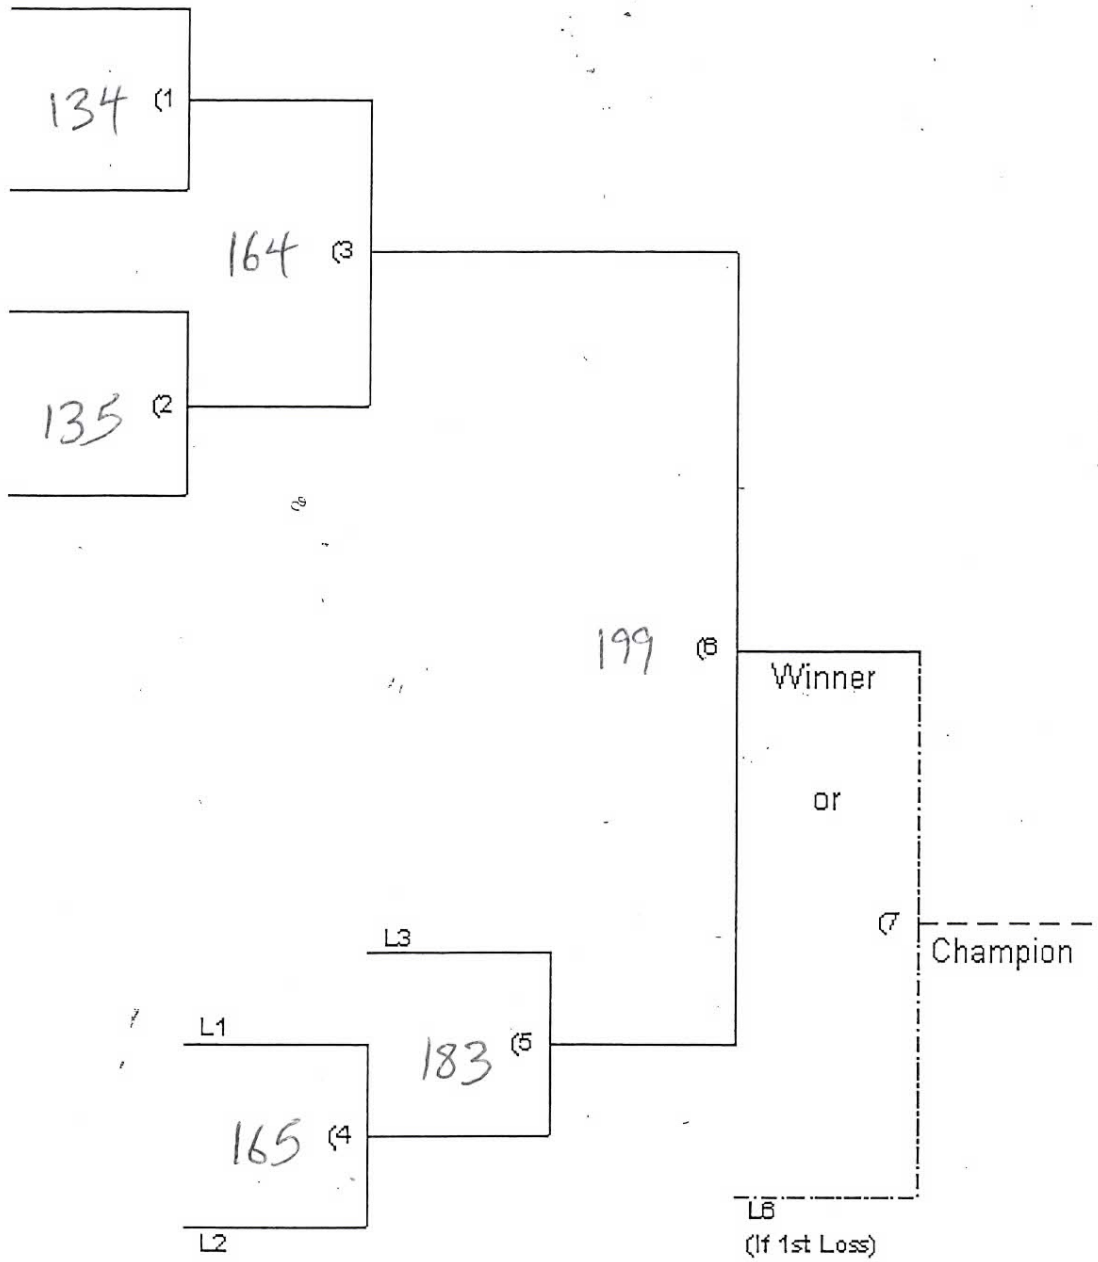 134 (1
164 (3
135 (2
199 (6
Winner
or
(7
Champion
L3
L1
183 (5
165 (4
L2
L6
(If 1st Loss)